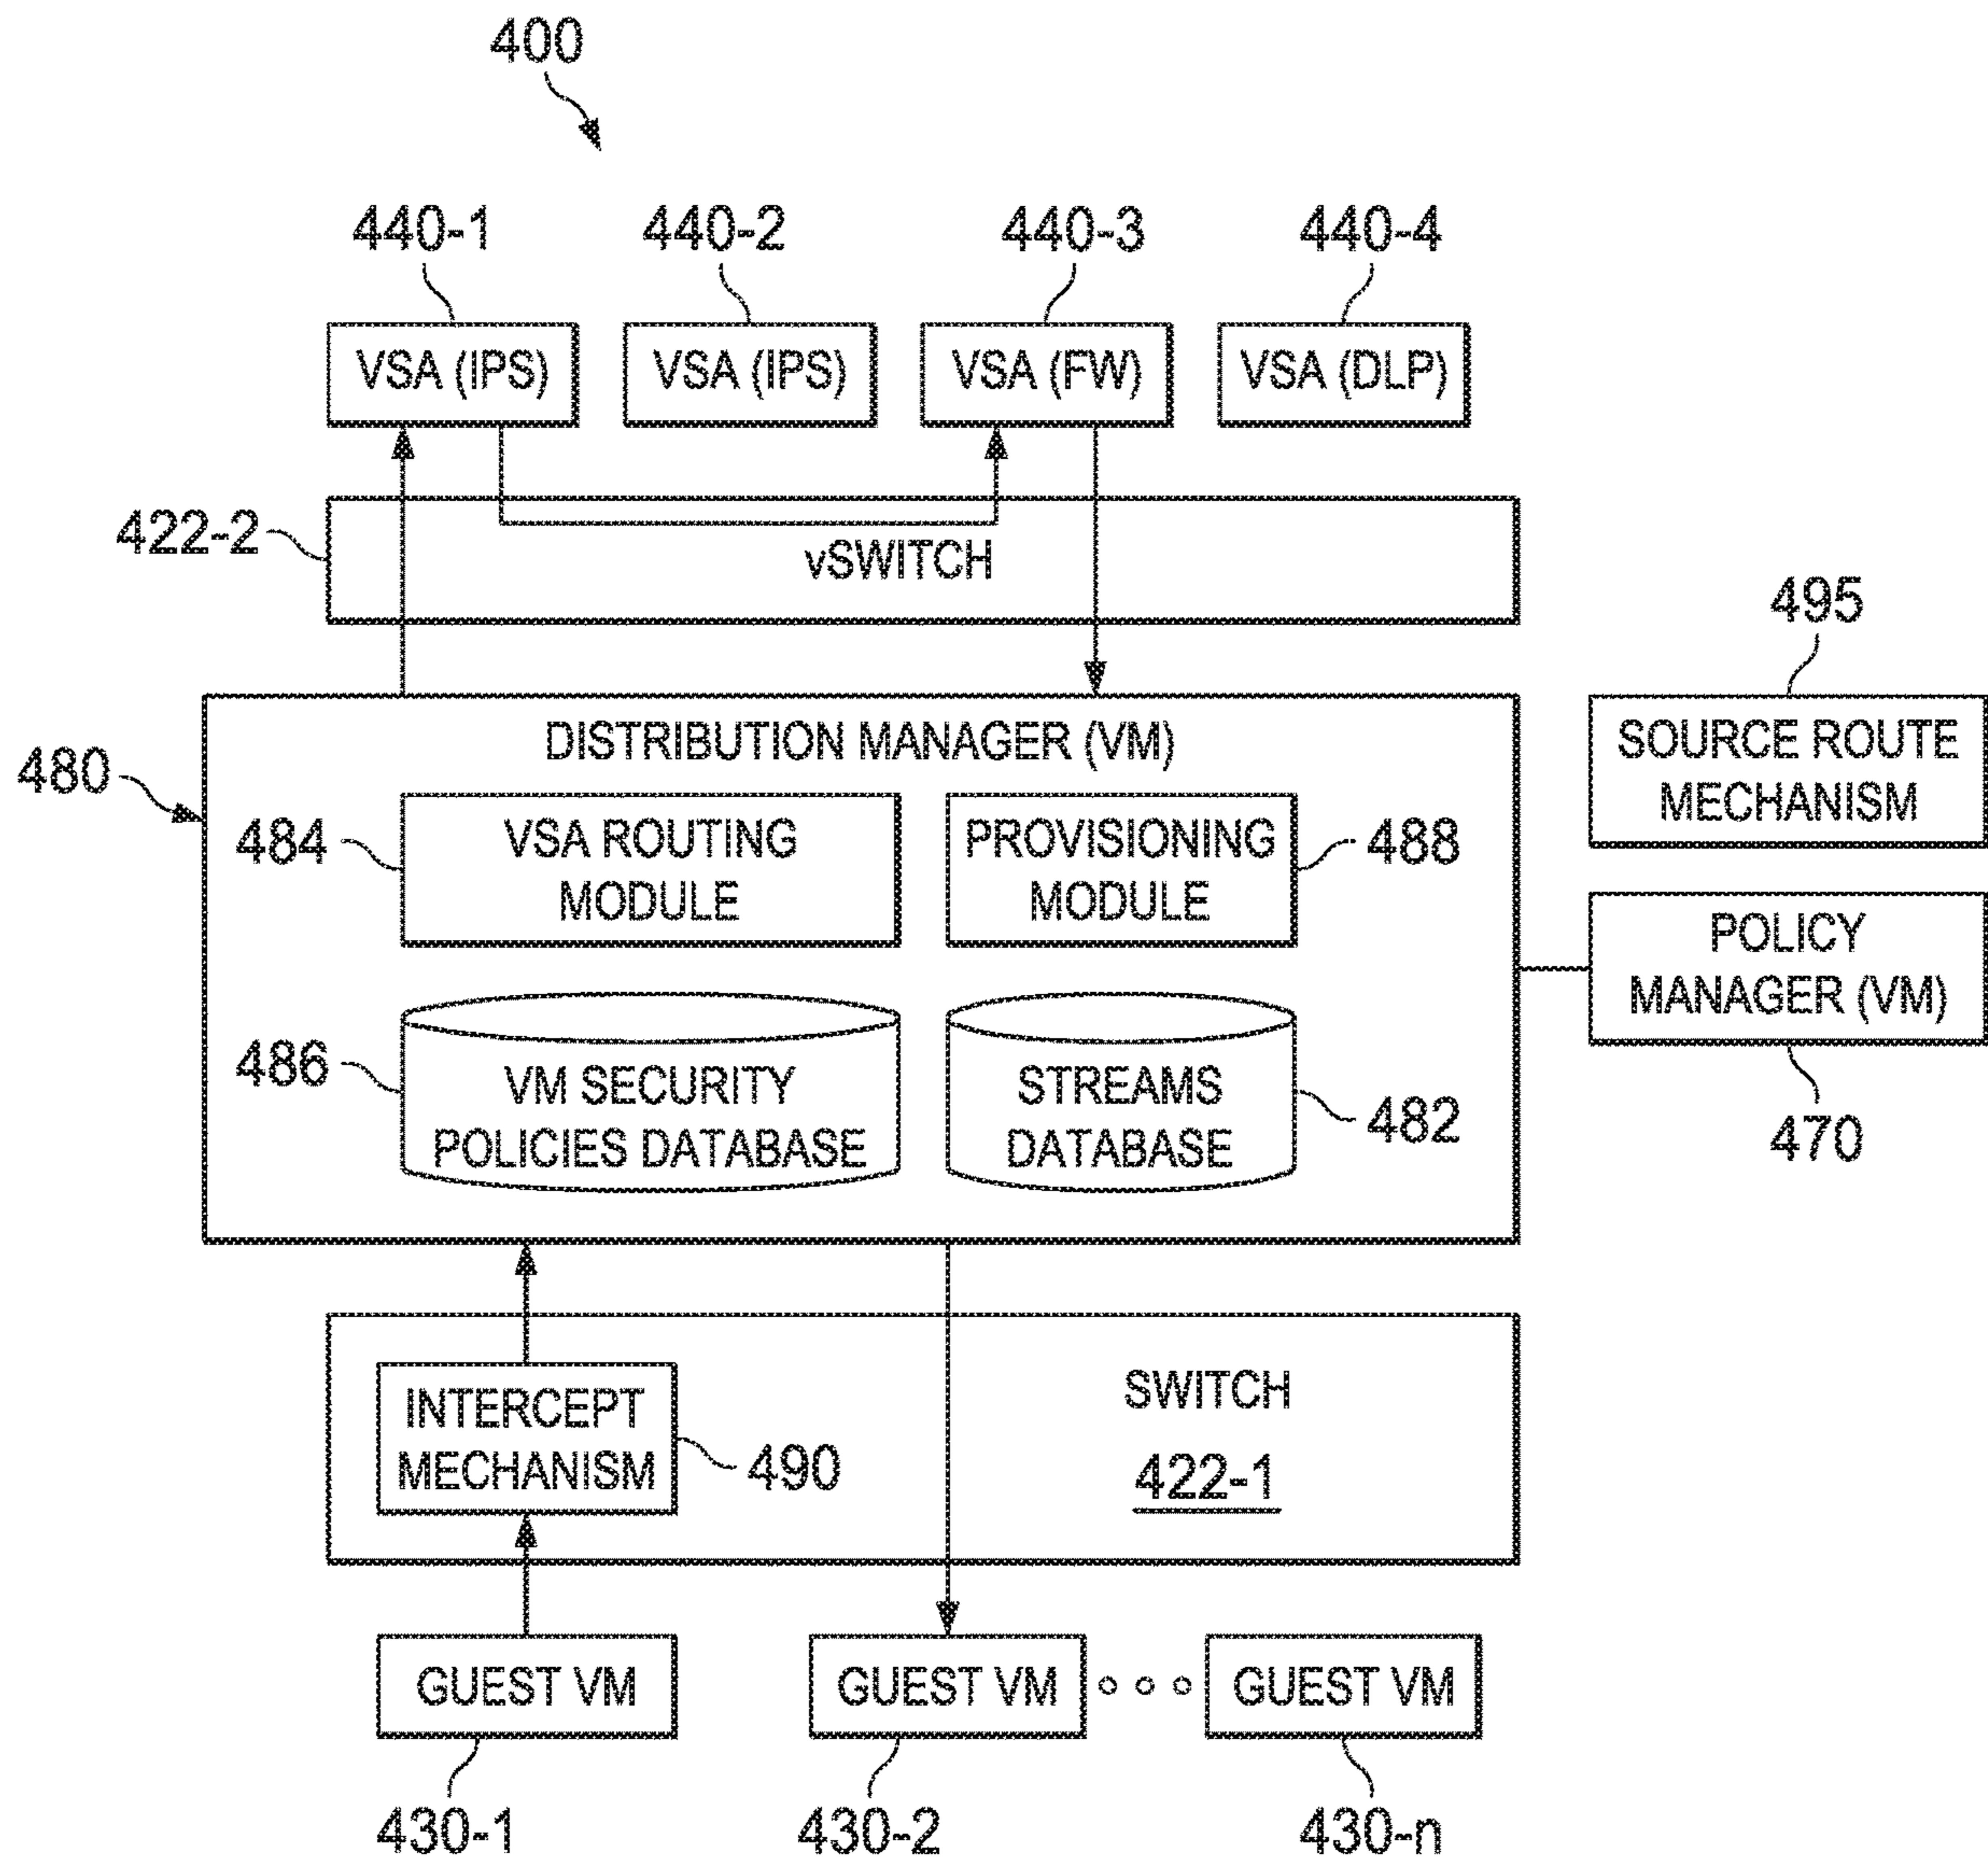 400
440-1
440-2
440-3
440-4
VSA (IPS)
VSA (IPS)
VSA (FW)
VSA (DLP)
422-2
vSWITCH
495
SOURCE ROUTE
MECHANISM
480
DISTRIBUTION MANAGER (VM)
484
VSA ROUTING
MODULE
PROVISIONING
MODULE
488
POLICY
MANAGER (VM)
470
486
VM SECURITY
POLICIES DATABASE
STREAMS
DATABASE
482
INTERCEPT
MECHANISM
490
SWITCH
422-1
GUEST VM
GUEST VM
GUEST VM
430-1
430-2
430-n